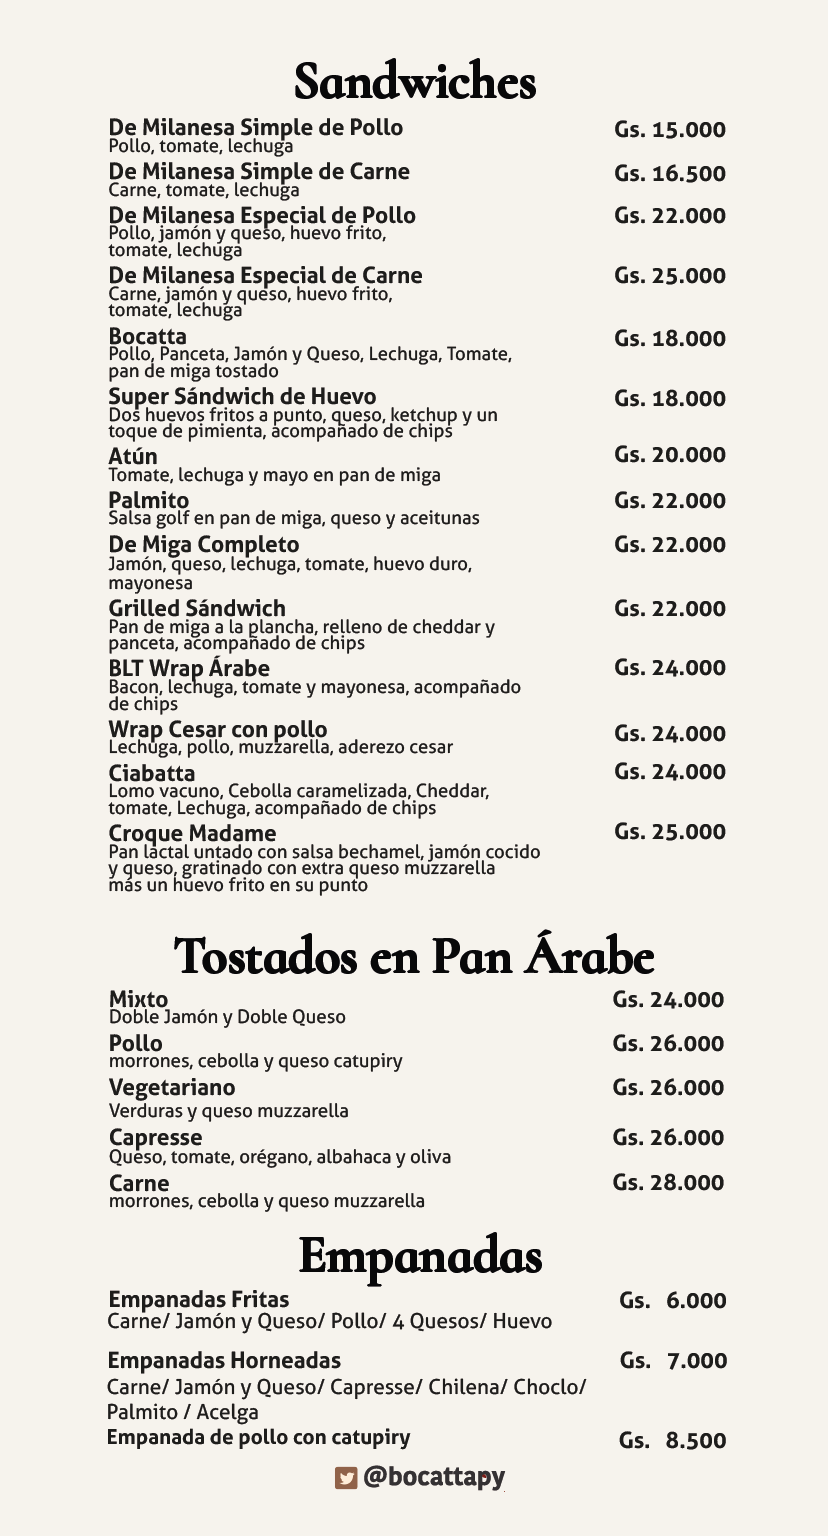 Sandwiches
De Milanesa Simple de Pollo Gs. 15.000
Pollo, tomate, lechuga
De Milanesa Simple de Carne Gs. 16.500
Carne, tomate, lechuga
De Milanesa Especial de Pollo Gs. 22.000
Pollo, jamón y queso, huevo frito,
tomate, lechuga
De Milanesa Especial de Carne Gs. 25.000
Carne, jamón y queso, huevo frito,
tomate, lechuga
Bocatta Gs. 18.000
Pollo, Panceta, Jamón y Queso, Lechuga, Tomate,
pan de miga tostado
Super Sándwich de Huevo Gs. 18.000
Dos huevos fritos a punto, queso, ketchup y un
toque de pimienta, acompañado de chips
Atún Gs. 20.000
Tomate, lechuga y mayo en pan de miga
Palmito Gs. 22.000
Salsa golf en pan de miga, queso y aceitunas
De Miga Completo Gs. 22.000
Jamón, queso, lechuga, tomate, huevo duro,
mayonesa
Grilled Sándwich Gs. 22.000
Pan de miga a la plancha, relleno de cheddar y
panceta, acompañado de chips
BLT Wrap Árabe Gs. 24.000
Bacon, lechuga, tomate y mayonesa, acompañado
de chips
Wrap Cesar con pollo Gs. 24.000
Lechuga, pollo, muzzarella, aderezo cesar
Ciabatta Gs. 24.000
Lomo vacuno, Cebolla caramelizada, Cheddar,
tomate, Lechuga, acompañado de chips
Croque Madame Gs. 25.000
Pan lactal untado con salsa bechamel, jamón cocido
y queso, gratinado con extra queso muzzarella
más un huevo frito en su punto
Tostados en Pan Árabe
Mixto Gs. 24.000
Doble Jamón y Doble Queso
Pollo Gs. 26.000
morrones, cebolla y queso catupiry
Vegetariano Gs. 26.000
Verduras y queso muzzarella
Capresse Gs. 26.000
Queso, tomate, orégano, albahaca y oliva
Carne Gs. 28.000
morrones, cebolla y queso muzzarella
Empanadas
Empanadas Fritas Gs. 6.000
Carne/ Jamón y Queso/ Pollo/ 4 Quesos/ Huevo
Empanadas Horneadas Gs. 7.000
Carne/ Jamón y Queso/ Capresse/ Chilena/ Choclo/
Palmito / Acelga
Empanada de pollo con catupiry Gs. 8.500
@bocattapy